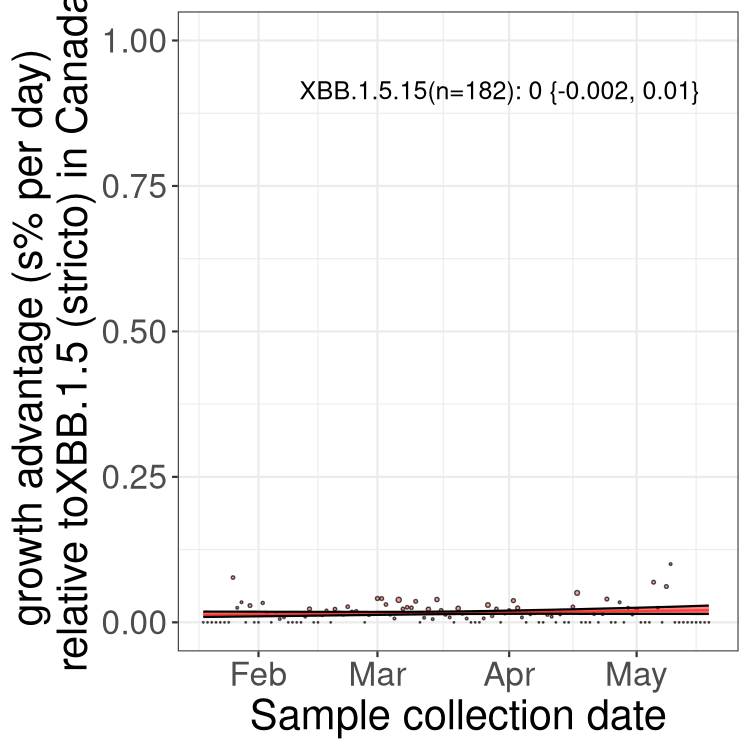 growth advantage (s% per day)
relative toXBB.1.5 (stricto) in Canada
1.00
0.75
0.50
0.25
0.00
XBB.1.5.15(n=182): 0 {-0.002, 0.01}
Feb
Mar
Apr
May
Sample collection date